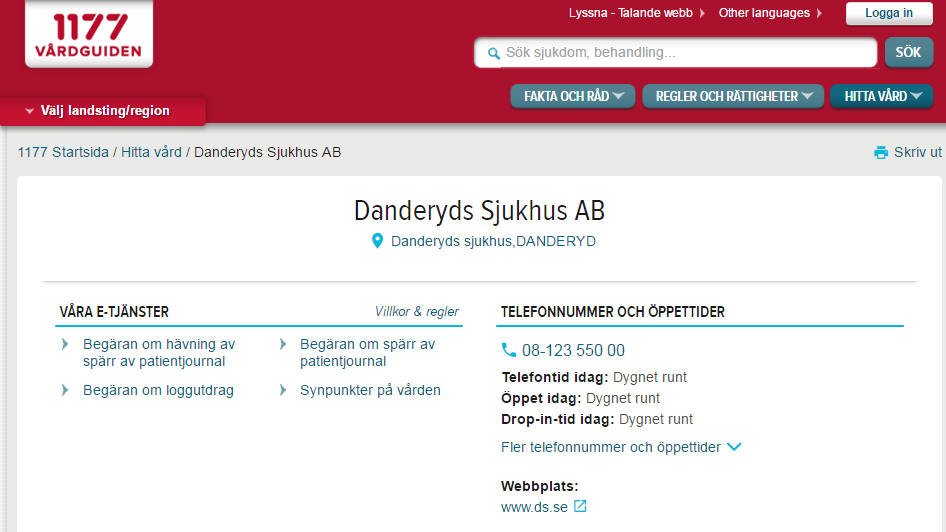 1177
VÅRDGUIDEN
Lyssna - Talande webb
Other languages
Logga in
Sök sjukdom, behandling...
SÖK
FAKTA OCH RÅD
REGLER OCH RÄTTIGHETER
HITTA VÅRD
Välj landsting/region
1177 Startsida / Hitta vård / Danderyds Sjukhus AB
Skriv ut
Danderyds Sjukhus AB
Danderyds sjukhus,DANDERYD
VÅRA E-TJÄNSTER
Villkor & regler
Begäran om hävning av
spärr av patientjournal
Begäran om spärr av
patientjournal
Begäran om loggutdrag
Synpunkter på vården
TELEFONNUMMER OCH ÖPPETTIDER
08-123 550 00
Telefontid idag: Dygnet runt
Öppet idag: Dygnet runt
Drop-in-tid idag: Dygnet runt
Fler telefonnummer och öppettider
Webbplats:
www.ds.se